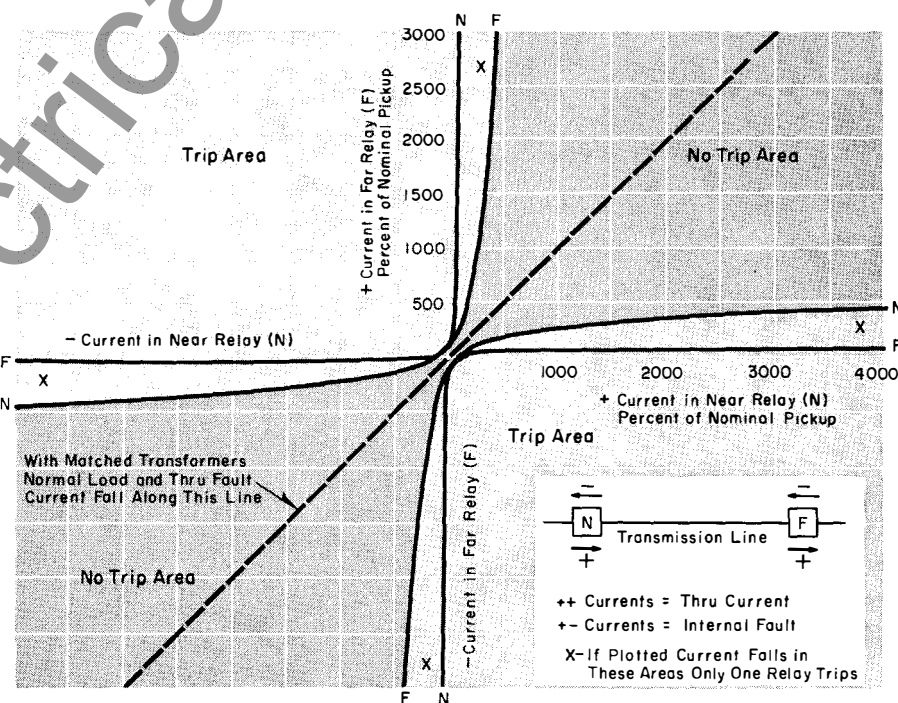 ctrica
N F
3000
2500
2000
1500
1000
500
+ Current in Far Relay (F)
Percent of Nominal Pickup
X
Trip Area
No Trip Area
- Current in Near Relay (N)
F
X
N
N
X
F
1000 2000 3000 4000
+ Current in Near Relay (N)
Percent of Nominal Pickup
Trip Area
- Current in Far Relay (F)
With Matched Transformers
Normal Load and Thru Fault
Current Fall Along This Line
No Trip Area
X
F N
- -
N F
Transmission Line
+ +
++ Currents = Thru Current
+- Currents = Internal Fault
X-If Plotted Current Falls in
These Areas Only One Relay Trips